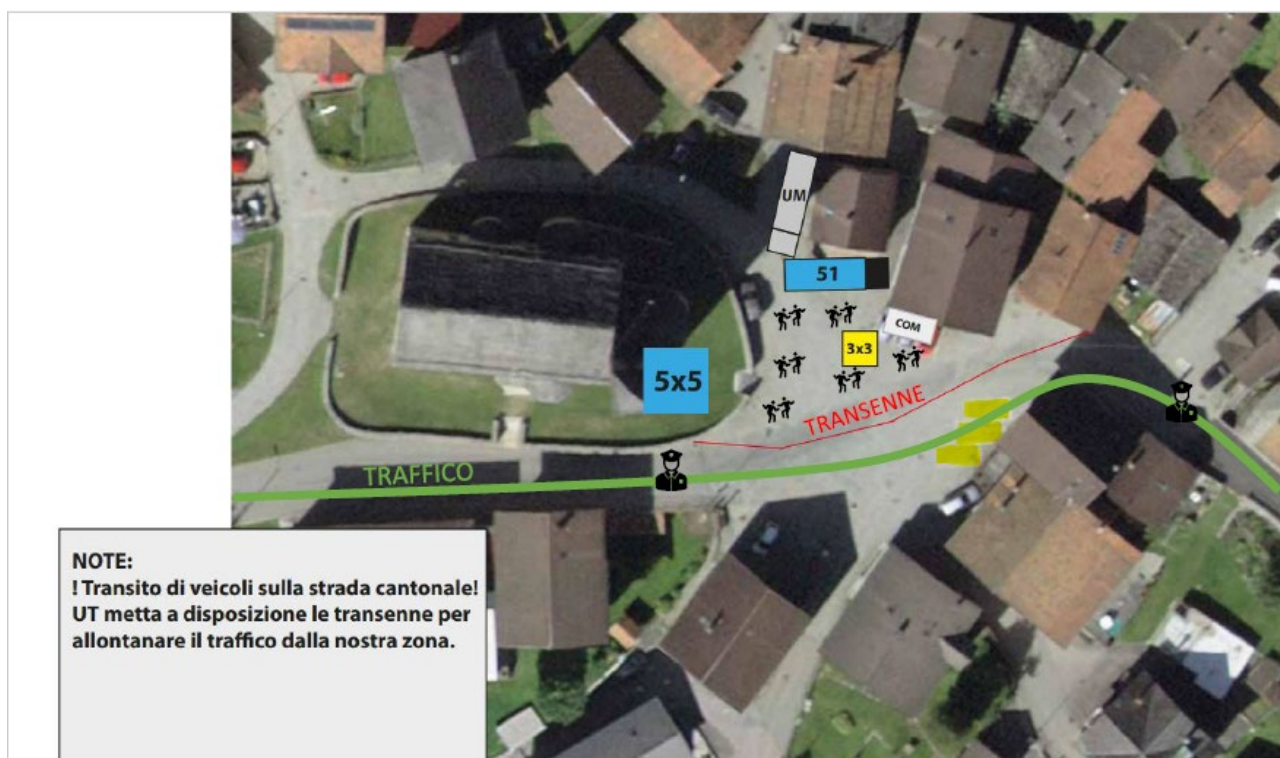 UM
51
COM
3x3
5x5
TRANSENNE
TRAFFICO
NOTE:
! Transito di veicoli sulla strada cantonale!
UT metta a disposizione le transenne per
allontanare il traffico dalla nostra zona.